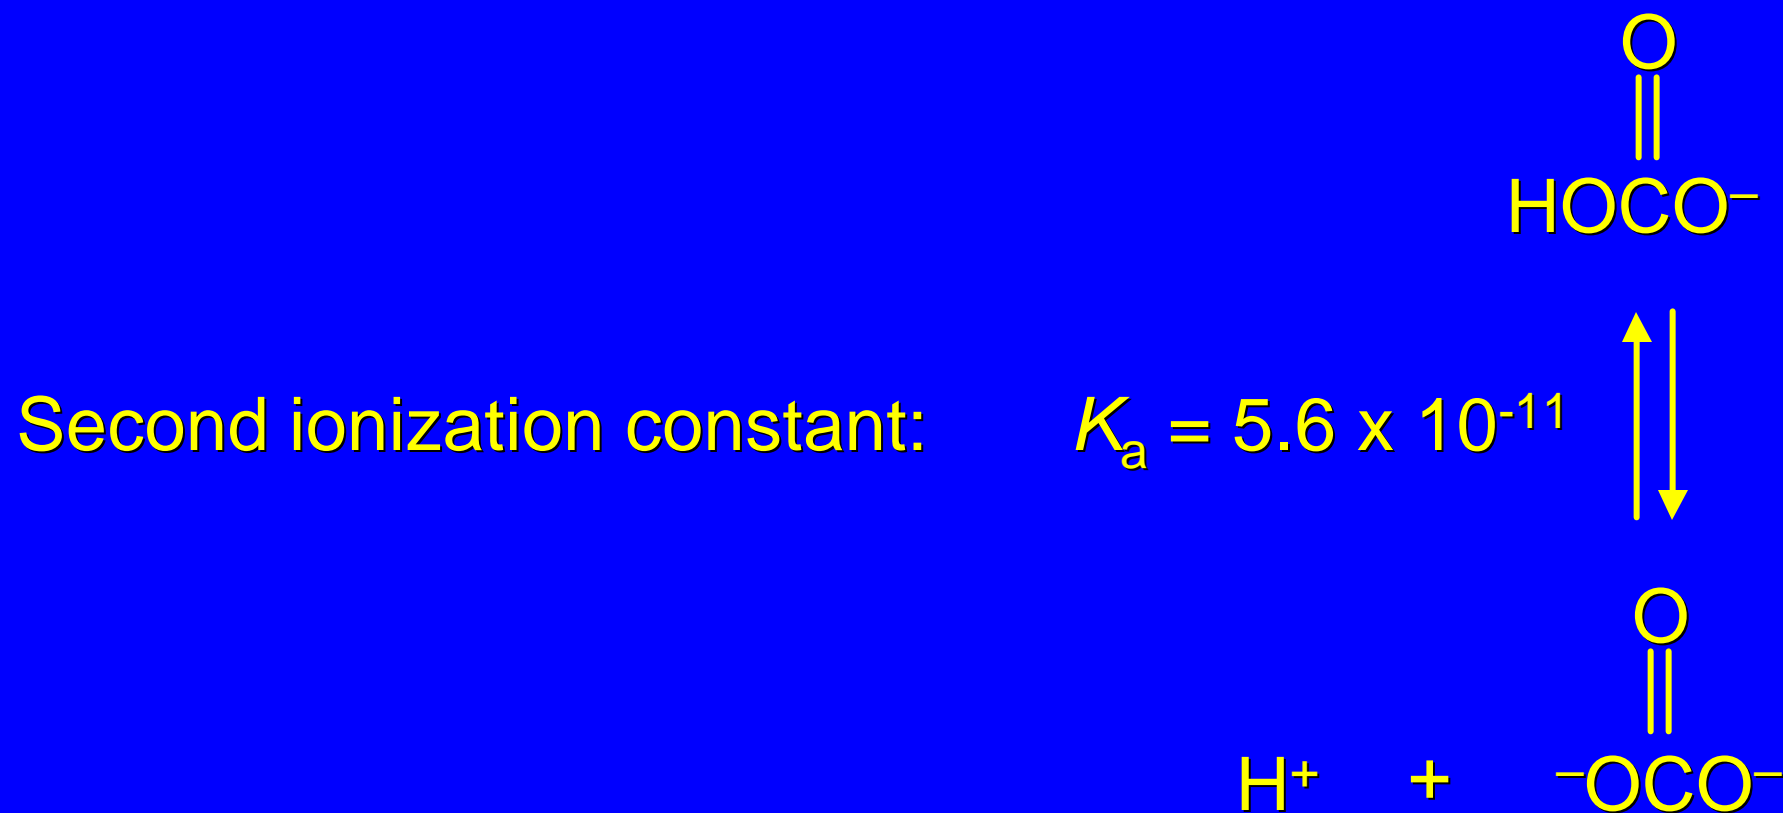 O
HOCO–
Second ionization constant: Ka = 5.6 x 10-11
O
H+ + –OCO–